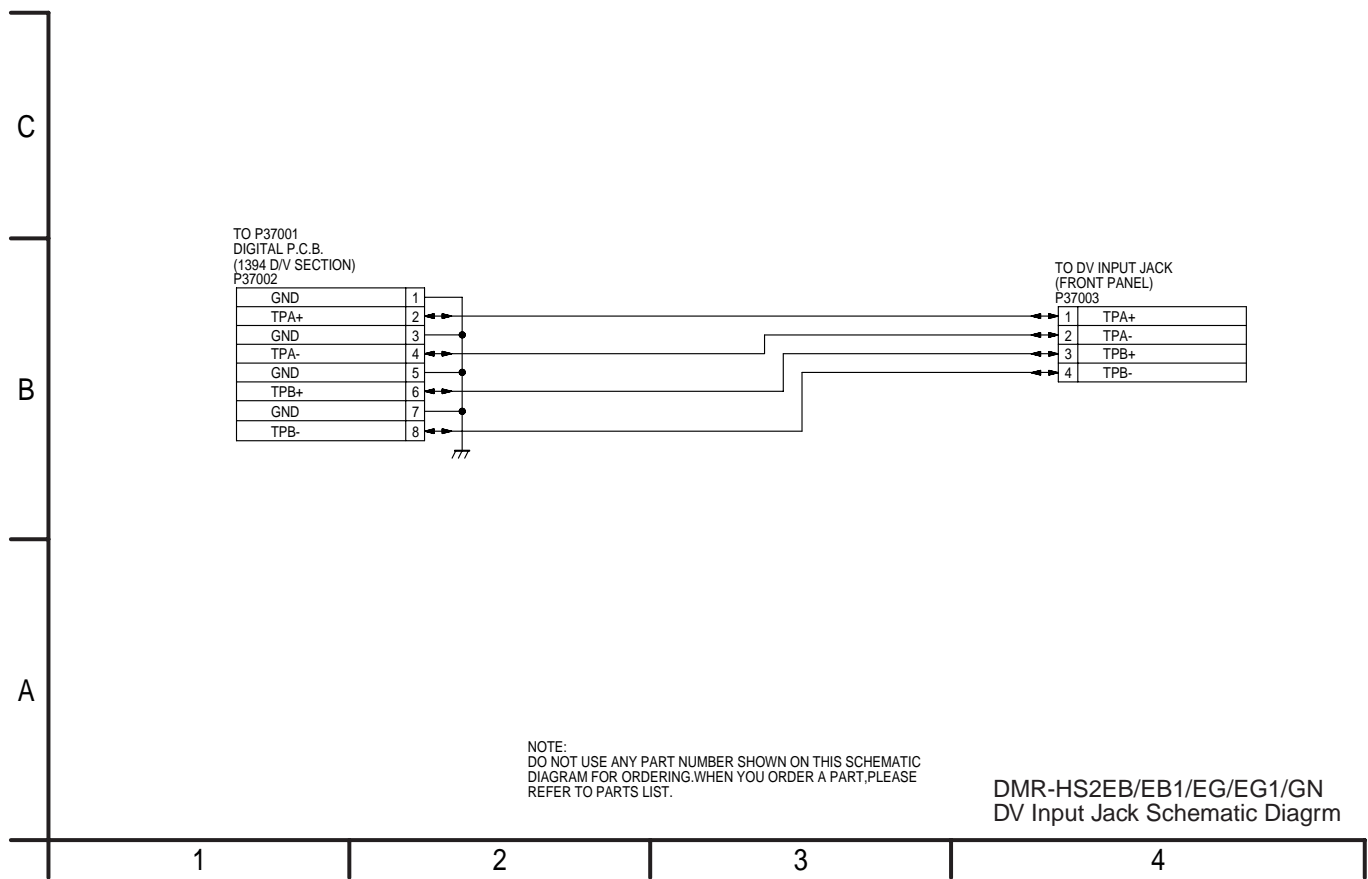 C
B
A
TO P37001
DIGITAL P.C.B.
(1394 D/V SECTION)
P37002
GND 1
TPA+ 2
GND 3
TPA- 4
GND 5
TPB+ 6
GND 7
TPB- 8
TO DV INPUT JACK
(FRONT PANEL)
P37003
1 TPA+
2 TPA-
3 TPB+
4 TPB-
NOTE:
DO NOT USE ANY PART NUMBER SHOWN ON THIS SCHEMATIC
DIAGRAM FOR ORDERING.WHEN YOU ORDER A PART,PLEASE
REFER TO PARTS LIST.
DMR-HS2EB/EB1/EG/EG1/GN
DV Input Jack Schematic Diagrm
1 2 3 4